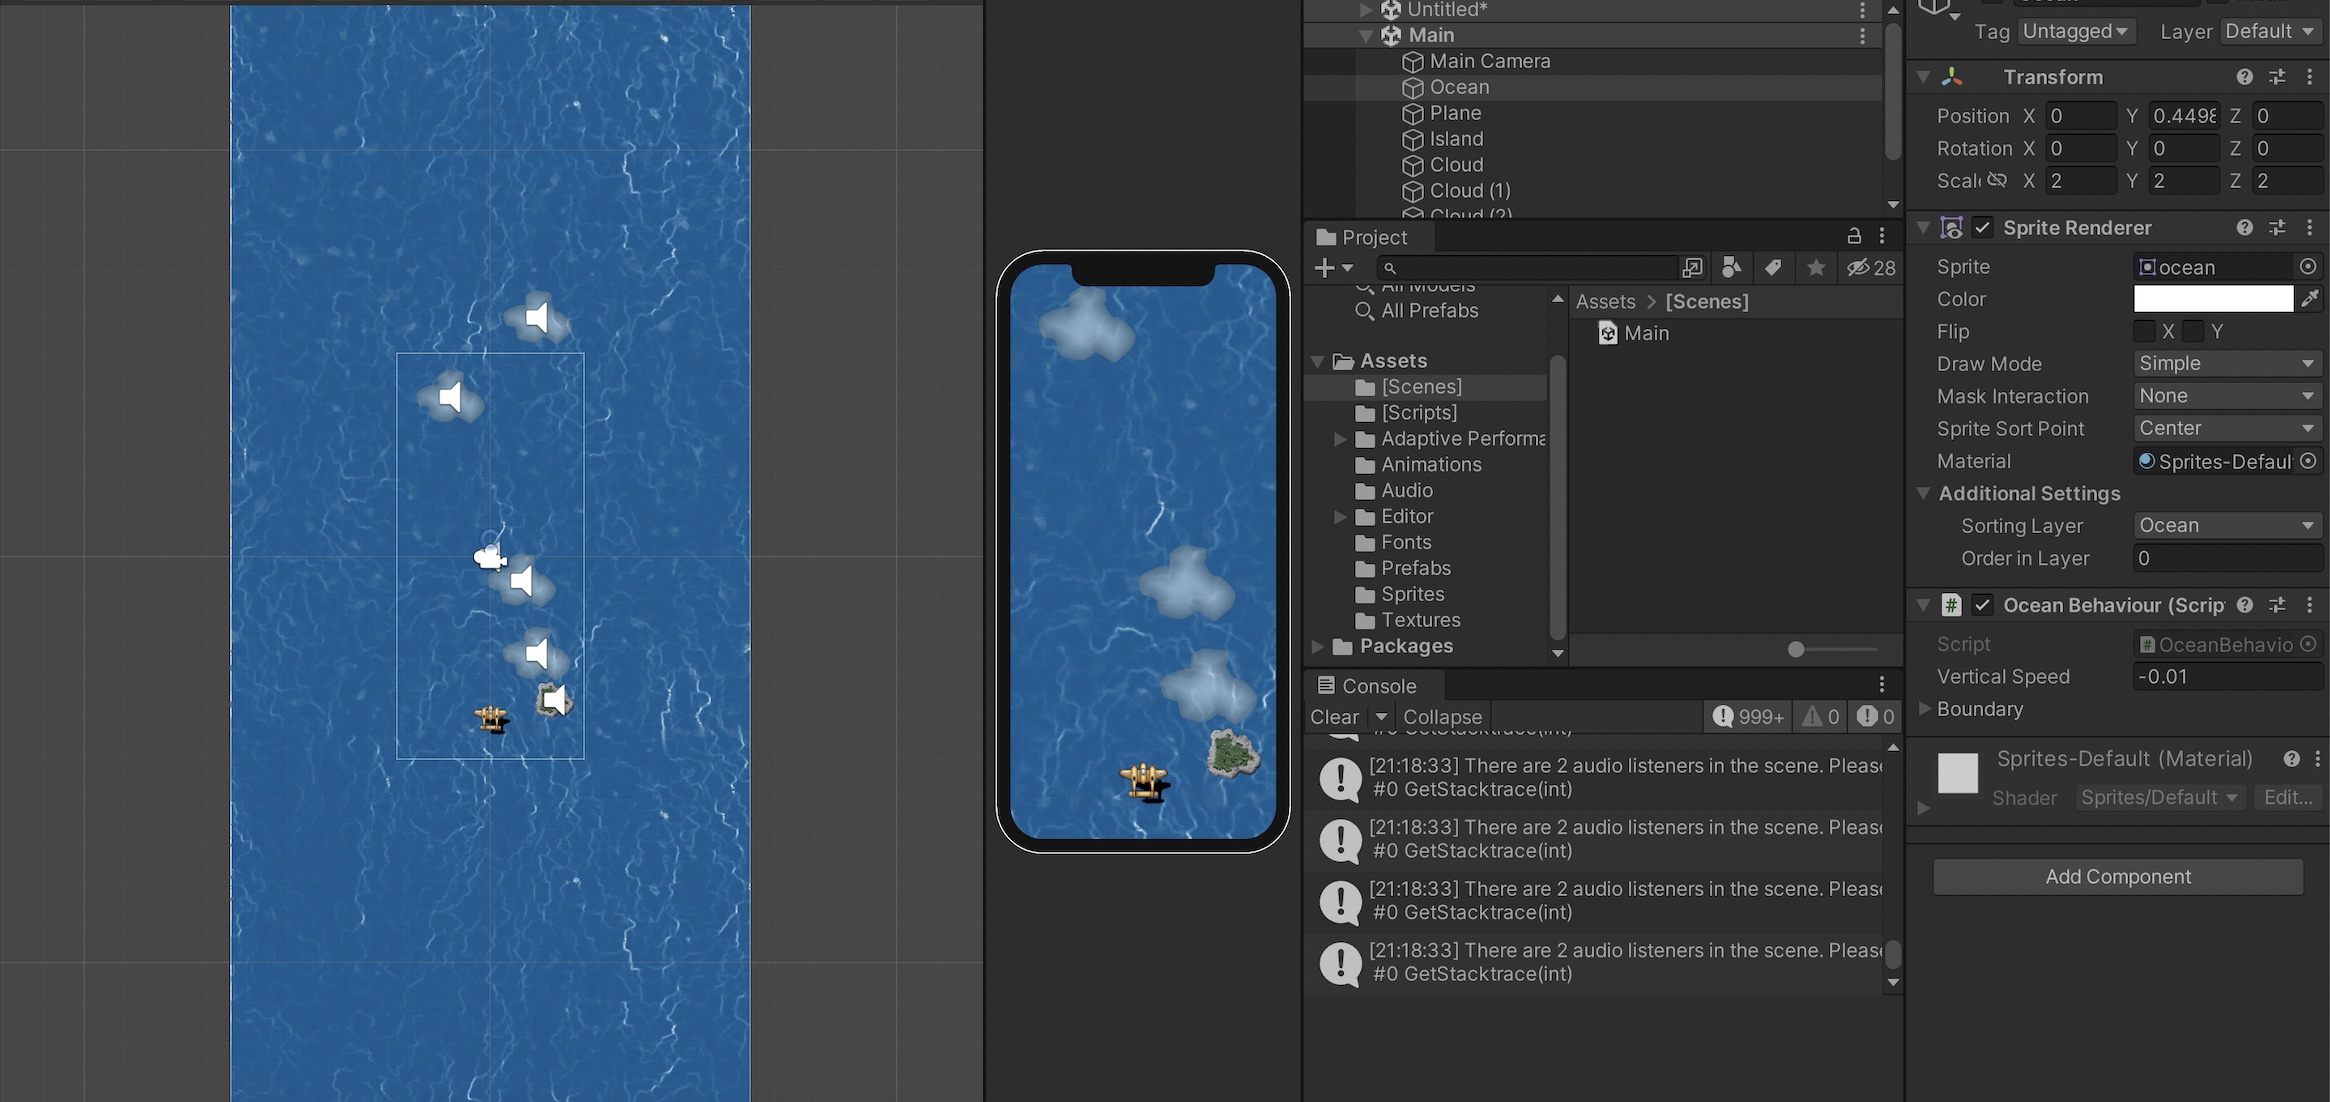 Untitled*
Main
Main Camera
Ocean
Plane
Island
Cloud
Cloud (1)
Cloud (2)
Project
28
All Models
All Prefabs
Assets
[Scenes]
[Scripts]
Adaptive Performa
Animations
Audio
Editor
Fonts
Prefabs
Sprites
Textures
Packages
Assets > [Scenes]
Main
Console
Clear
Collapse
999+
0
0
#0 GetStacktrace(int)
[21:18:33] There are 2 audio listeners in the scene. Please
#0 GetStacktrace(int)
[21:18:33] There are 2 audio listeners in the scene. Please
#0 GetStacktrace(int)
[21:18:33] There are 2 audio listeners in the scene. Please
#0 GetStacktrace(int)
[21:18:33] There are 2 audio listeners in the scene. Please
#0 GetStacktrace(int)
Tag Untagged Layer Default
Transform
Position X 0 Y 0.4498 Z 0
Rotation X 0 Y 0 Z 0
Scale X 2 Y 2 Z 2
Sprite Renderer
Sprite ocean
Color
Flip X Y
Draw Mode Simple
Mask Interaction None
Sprite Sort Point Center
Material Sprites-Defaul
Additional Settings
Sorting Layer Ocean
Order in Layer 0
# Ocean Behaviour (Scrip
Script # OceanBehavio
Vertical Speed -0.01
Boundary
Sprites-Default (Material)
Shader Sprites/Default Edit...
Add Component